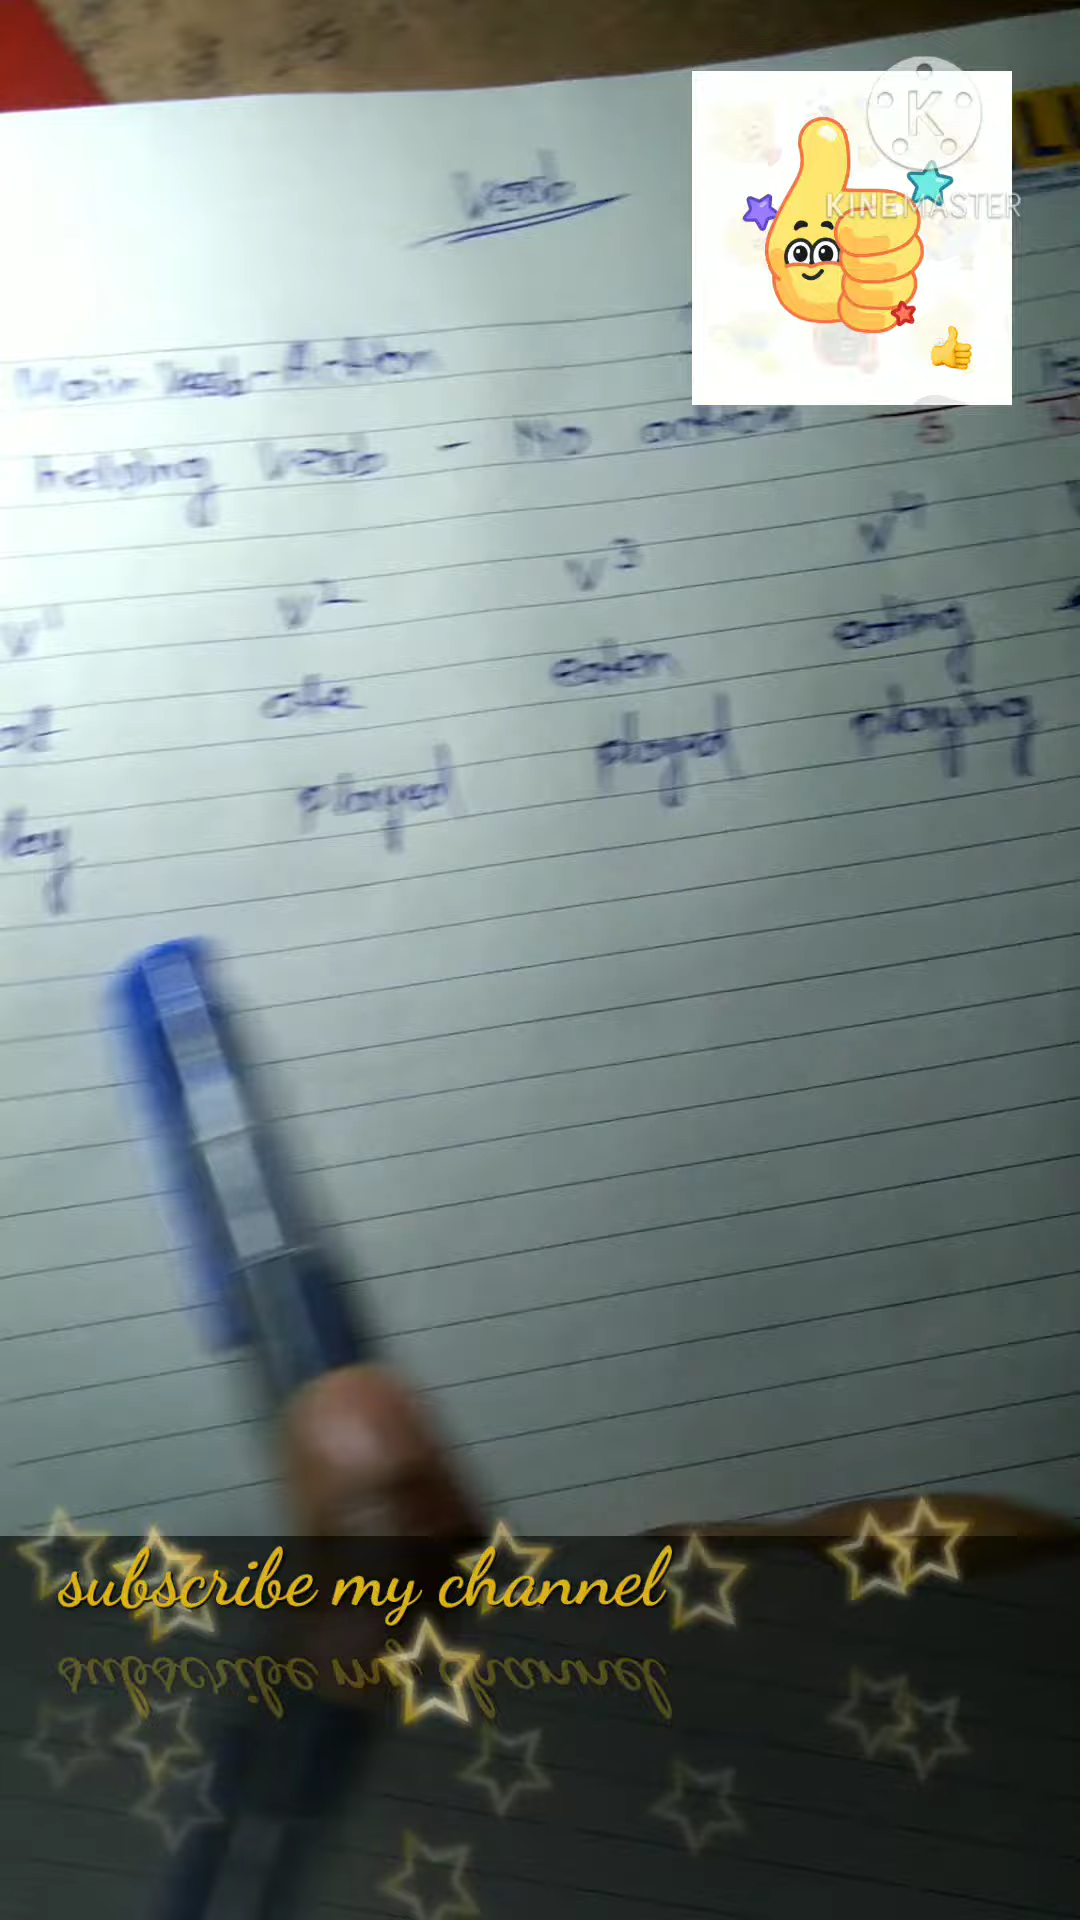 Verb
KINEMASTER
Main Verb - Action
Helping Verb - No action
V1 V2 V3 V4
ate eaten eating
Played playd playing
subscribe my channel